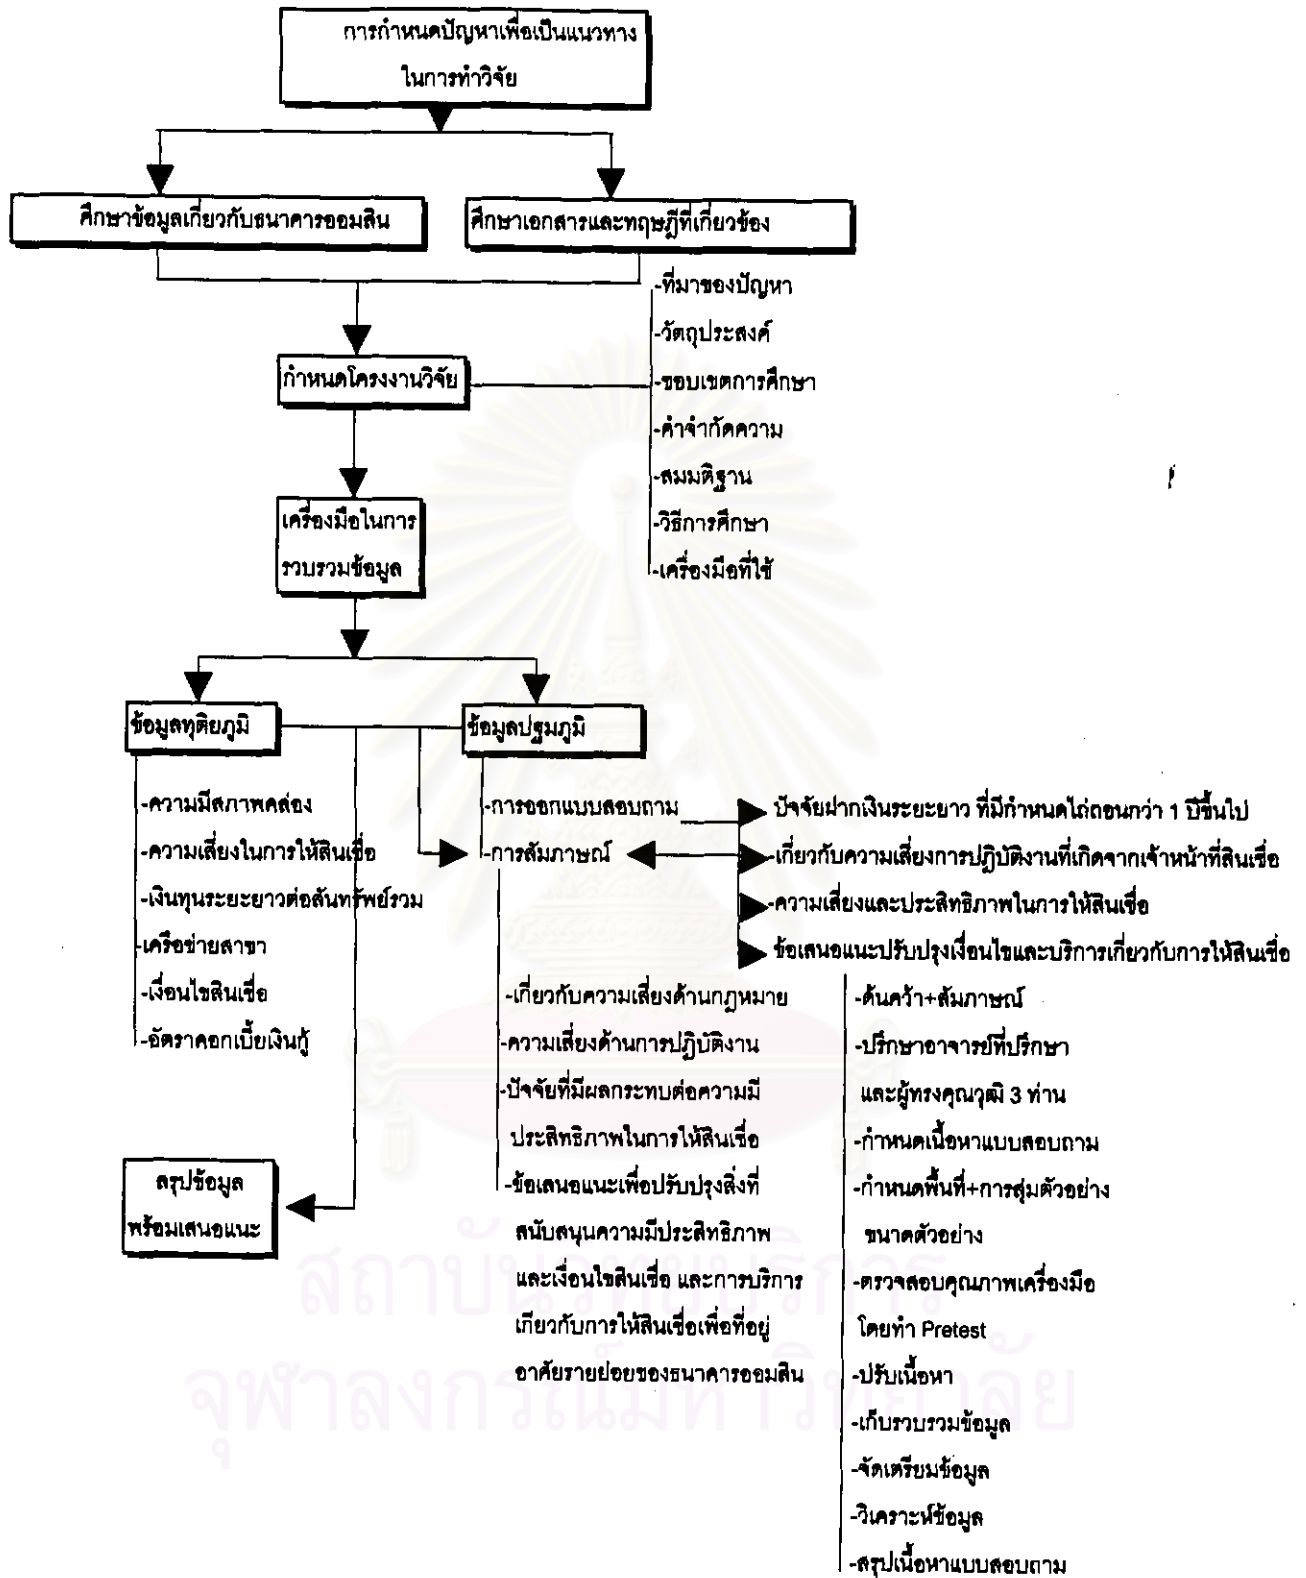 การกำหนดปัญหาเพื่อเป็นแนวทาง
ในการทำวิจัย
ศึกษาข้อมูลเกี่ยวกับธนาคารออมสิน
ศึกษาเอกสารและทฤษฎีที่เกี่ยวข้อง
-ที่มาของปัญหา
-วัตถุประสงค์
กำหนดโครงงานวิจัย
-ขอบเขตการศึกษา
-คำจำกัดความ
-สมมติฐาน
-วิธีการศึกษา
-เครื่องมือที่ใช้
เครื่องมือในการ
รวบรวมข้อมูล
ข้อมูลทุติยภูมิ
-ความมีสภาพคล่อง
-ความเสี่ยงในการให้สินเชื่อ
-เงินทุนระยะยาวต่อสันทรัพย์รวม
-เครือข่ายสาขา
-เงื่อนไขสินเชื่อ
-อัตราดอกเบี้ยเงินกู้
ข้อมูลปฐมภูมิ
-การออกแบบสอบถาม
-การสัมภาษณ์
ปัจจัยฝากเงินระยะยาว ที่มีกำหนดไถ่ถอนกว่า 1 ปีขึ้นไป
-เกี่ยวกับความเสี่ยงการปฏิบัติงานที่เกิดจากเจ้าหน้าที่สินเชื่อ
-ความเสี่ยงและประสิทธิภาพในการให้สินเชื่อ
ข้อเสนอแนะปรับปรุงเงื่อนไขและบริการเกี่ยวกับการให้สินเชื่อ
-เกี่ยวกับความเสี่ยงด้านกฎหมาย
-ความเสี่ยงด้านการปฏิบัติงาน
-ปัจจัยที่มีผลกระทบต่อความมี
ประสิทธิภาพในการให้สินเชื่อ
-ข้อเสนอแนะเพื่อปรับปรุงสิ่งที่
สนับสนุนความมีประสิทธิภาพ
และเงื่อนไขสินเชื่อ และการบริการ
เกี่ยวกับการให้สินเชื่อเพื่อที่อยู่
อาศัยรายย่อยของธนาคารออมสิน
-ค้นคว้า+สัมภาษณ์
-ปรึกษาอาจารย์ที่ปรึกษา
และผู้ทรงคุณวุฒิ 3 ท่าน
-กำหนดเนื้อหาแบบสอบถาม
-กำหนดพื้นที่+การสุ่มตัวอย่าง
ขนาดตัวอย่าง
-ตรวจสอบคุณภาพเครื่องมือ
โดยทำ Pretest
-ปรับเนื้อหา
-เก็บรวบรวมข้อมูล
-จัดเตรียมข้อมูล
-วิเคราะห์ข้อมูล
-สรุปเนื้อหาแบบสอบถาม
สรุปข้อมูล
พร้อมเสนอแนะ
สถาบันวิทยบริการ
จุฬาลงกรณ์มหาวิทยาลัย